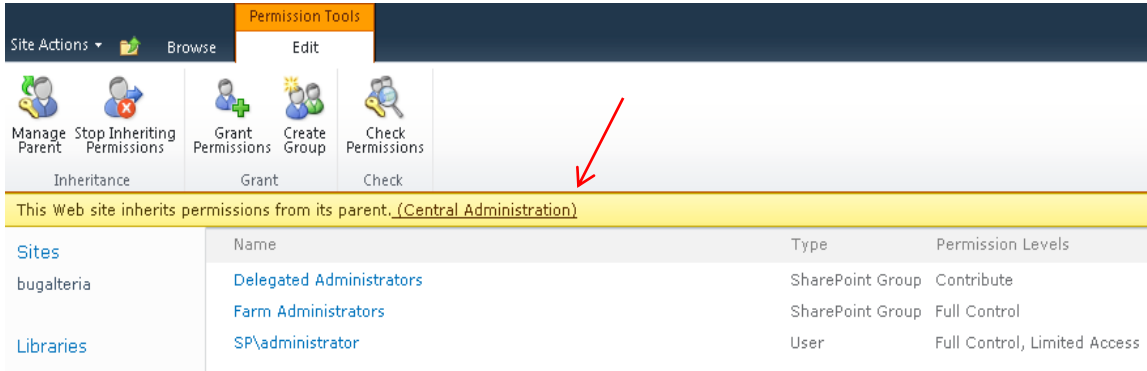 Permission Tools
Site Actions Browse Edit
Manage Parent Stop Inheriting Permissions Grant Permissions Create Group Check Permissions
Inheritance Grant Check
This Web site inherits permissions from its parent. (Central Administration)
Sites
bugalteria
Libraries
Name Type Permission Levels
Delegated Administrators SharePoint Group Contribute
Farm Administrators SharePoint Group Full Control
SP\administrator User Full Control, Limited Access